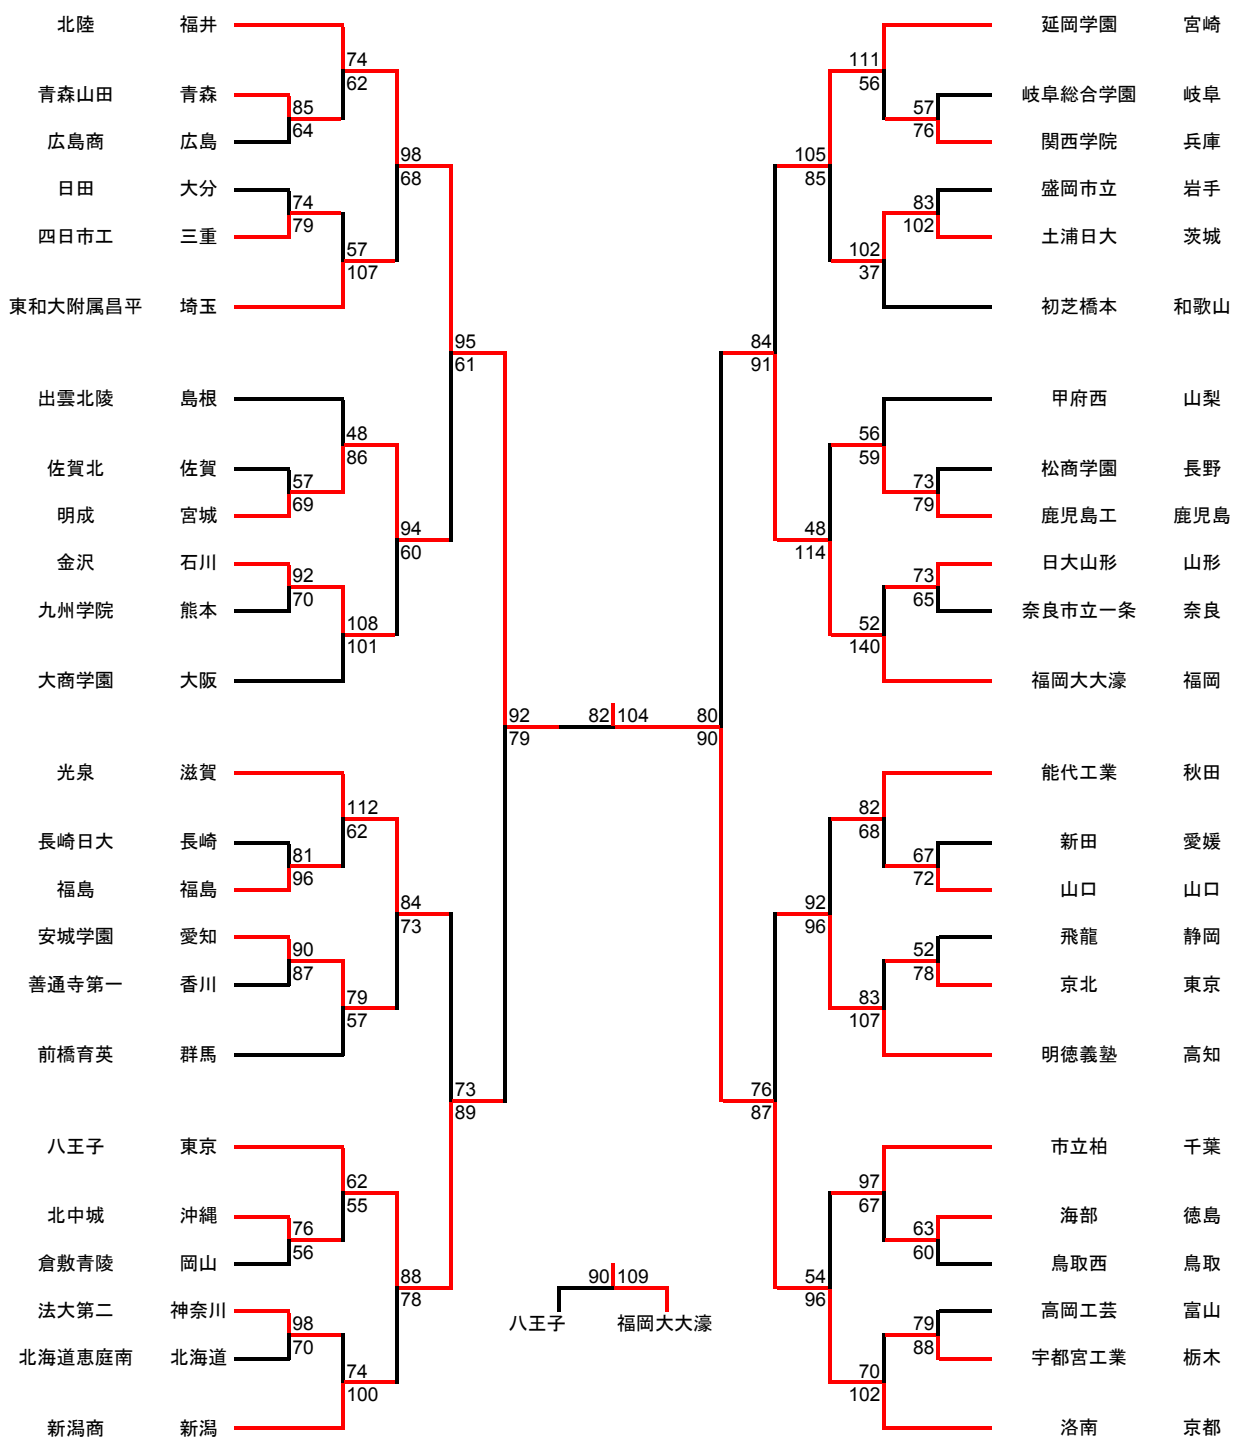 北陸 福井
74
62
青森山田 青森
85
64
広島商 広島
98
68
日田 大分
74
79
四日市工 三重
57
107
東和大附属昌平 埼玉
95
61
出雲北陵 島根
48
86
佐賀北 佐賀
57
69
明成 宮城
94
60
金沢 石川
92
70
九州学院 熊本
108
101
大商学園 大阪
92
79
光泉 滋賀
112
62
長崎日大 長崎
81
96
福島 福島
84
73
安城学園 愛知
90
87
善通寺第一 香川
79
57
前橋育英 群馬
73
89
八王子 東京
62
55
北中城 沖縄
76
56
倉敷青陵 岡山
88
78
法大第二 神奈川
98
70
北海道恵庭南 北海道
74
100
新潟商 新潟
82 104
90 109
八王子 福岡大大濠
延岡学園 宮崎
111
56
岐阜総合学園 岐阜
57
76
関西学院 兵庫
105
85
盛岡市立 岩手
83
102
土浦日大 茨城
102
37
初芝橋本 和歌山
84
91
甲府西 山梨
56
59
松商学園 長野
73
79
鹿児島工 鹿児島
48
114
日大山形 山形
73
65
奈良市立一条 奈良
52
140
福岡大大濠 福岡
80
90
能代工業 秋田
82
68
新田 愛媛
67
72
山口 山口
92
96
飛龍 静岡
52
78
京北 東京
83
107
明徳義塾 高知
76
87
市立柏 千葉
97
67
海部 徳島
63
60
鳥取西 鳥取
54
96
高岡工芸 富山
79
88
宇都宮工業 栃木
70
102
洛南 京都